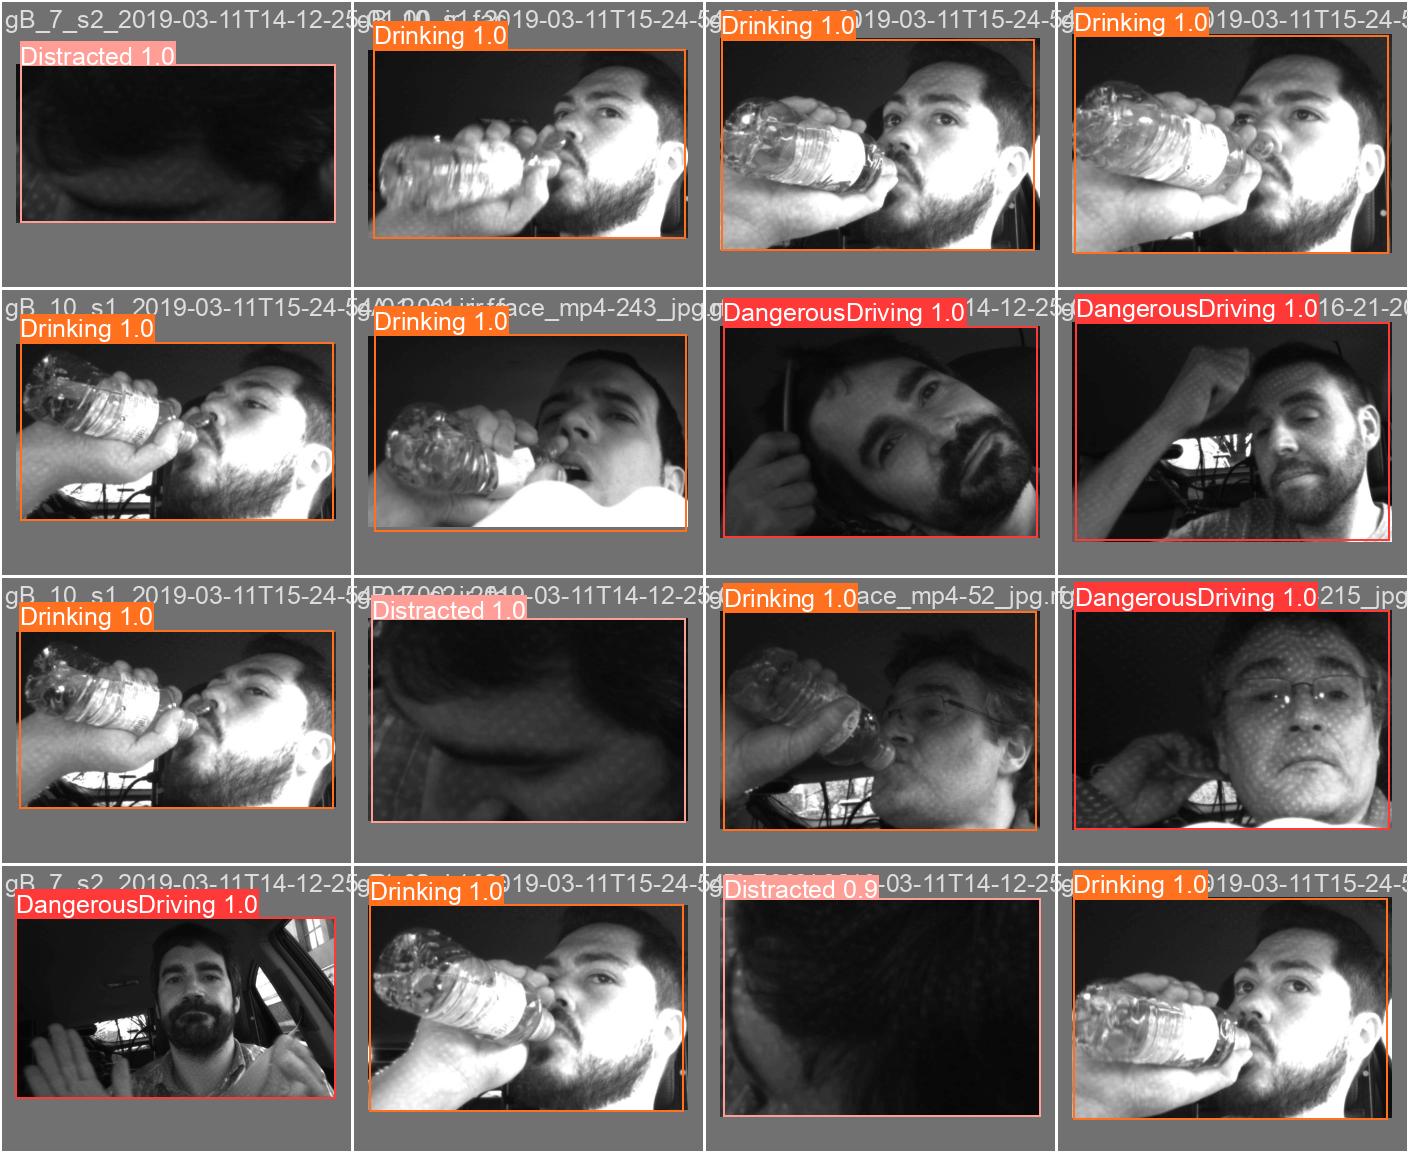 gB_7_s2_2019-03-11T14-12-25
Distracted 1.0
Drinking 1.0
019-03-11T15-24-5
Drinking 1.0
2019-03-11T15-24-5
Drinking 1.0
019-03-11T15-24-5
gB_10_s1_2019-03-11T15-24-5
Drinking 1.0
face_mp4-243_jpg
Drinking 1.0
DangerousDriving 1.0
14-12-25
DangerousDriving 1.0
16-21-20
gB_10_s1_2019-03-11T15-24-5
Drinking 1.0
-03-11T14-12-25
Distracted 1.0
Drinking 1.0
ace_mp4-52_jpg.rf
DangerousDriving 1.0
215_jpg
gB_7_s2_2019-03-11T14-12-25
DangerousDriving 1.0
Drinking 1.0
019-03-11T15-24-5
Distracted 0.9
-03-11T14-12-25
Drinking 1.0
019-03-11T15-24-5